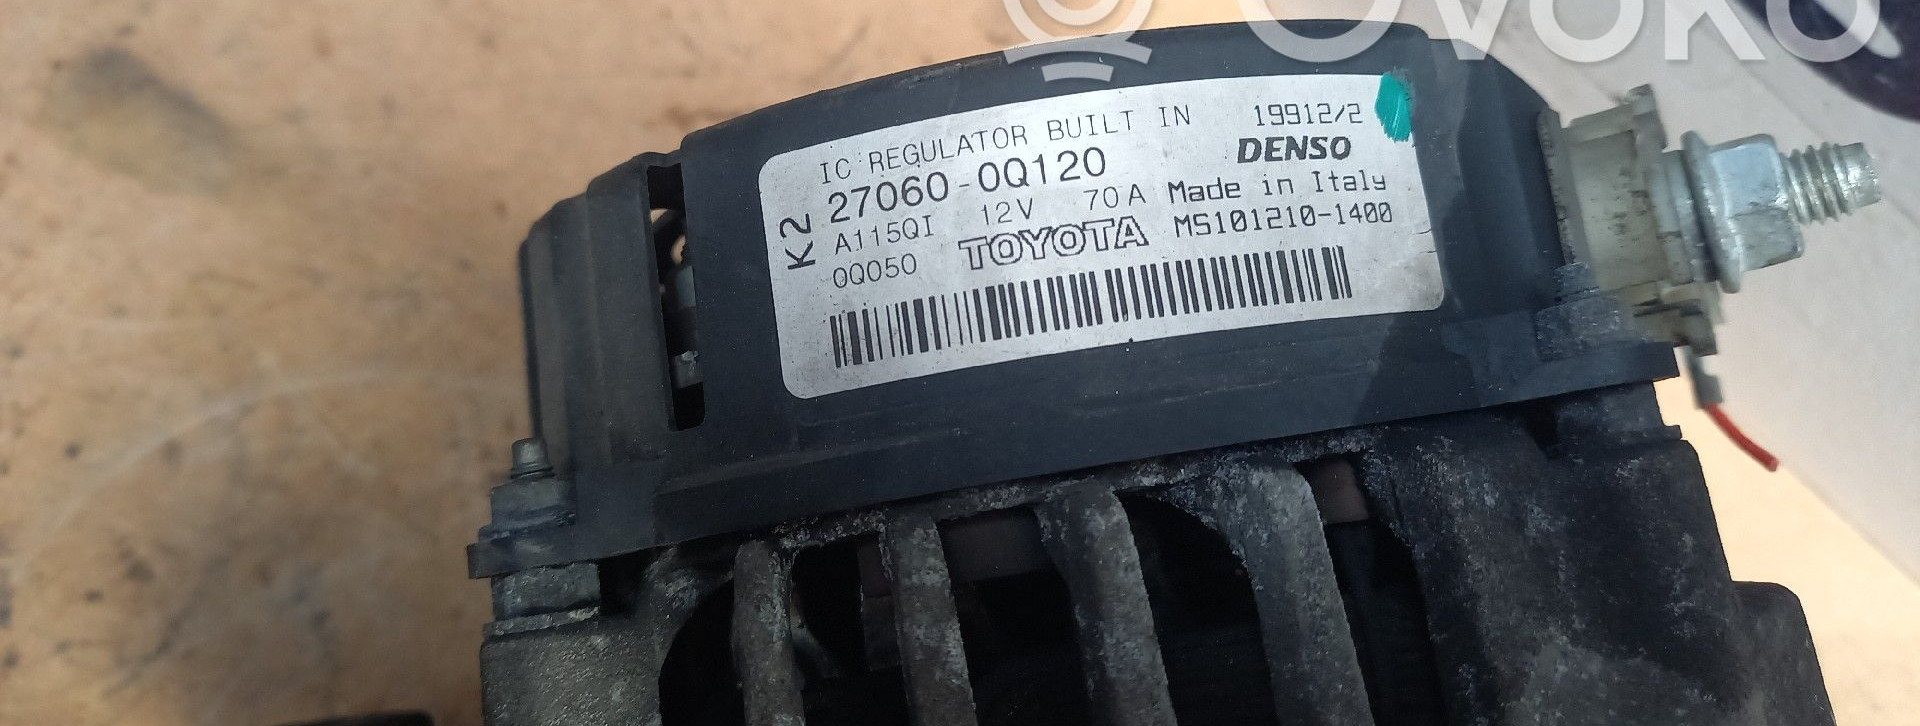 OVOKO
IC REGULATOR BUILT IN 19912/2
K2 27060-0Q120 DENSO
A115QI 12V 70A Made in Italy
0Q050 TOYOTA MS101210-1400